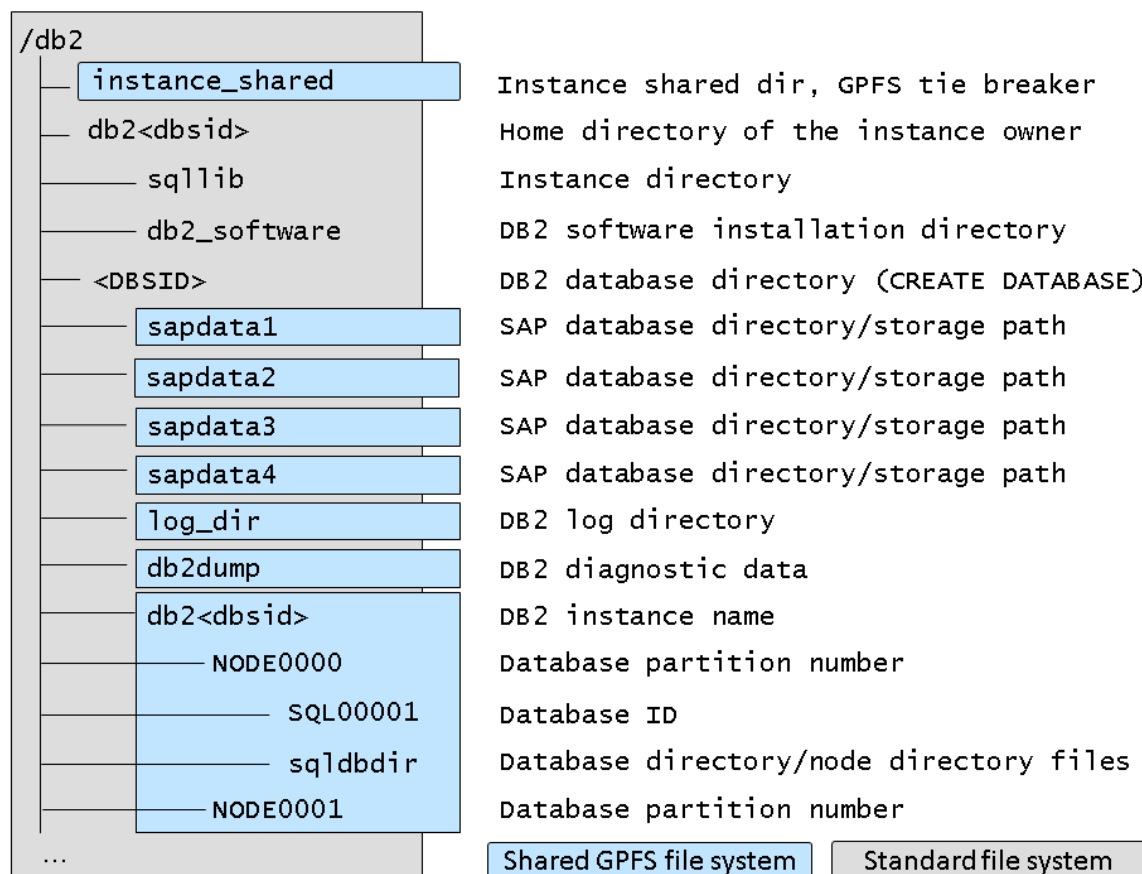 /db2
instance_shared Instance shared dir, GPFS tie breaker
db2<dbsid> Home directory of the instance owner
sqllib Instance directory
db2_software DB2 software installation directory
<DBSID> DB2 database directory (CREATE DATABASE)
sapdata1 SAP database directory/storage path
sapdata2 SAP database directory/storage path
sapdata3 SAP database directory/storage path
sapdata4 SAP database directory/storage path
log_dir DB2 log directory
db2dump DB2 diagnostic data
db2<dbsid> DB2 instance name
NODE0000 Database partition number
SQL00001 Database ID
sqldbdir Database directory/node directory files
NODE0001 Database partition number
...
Shared GPFS file system Standard file system